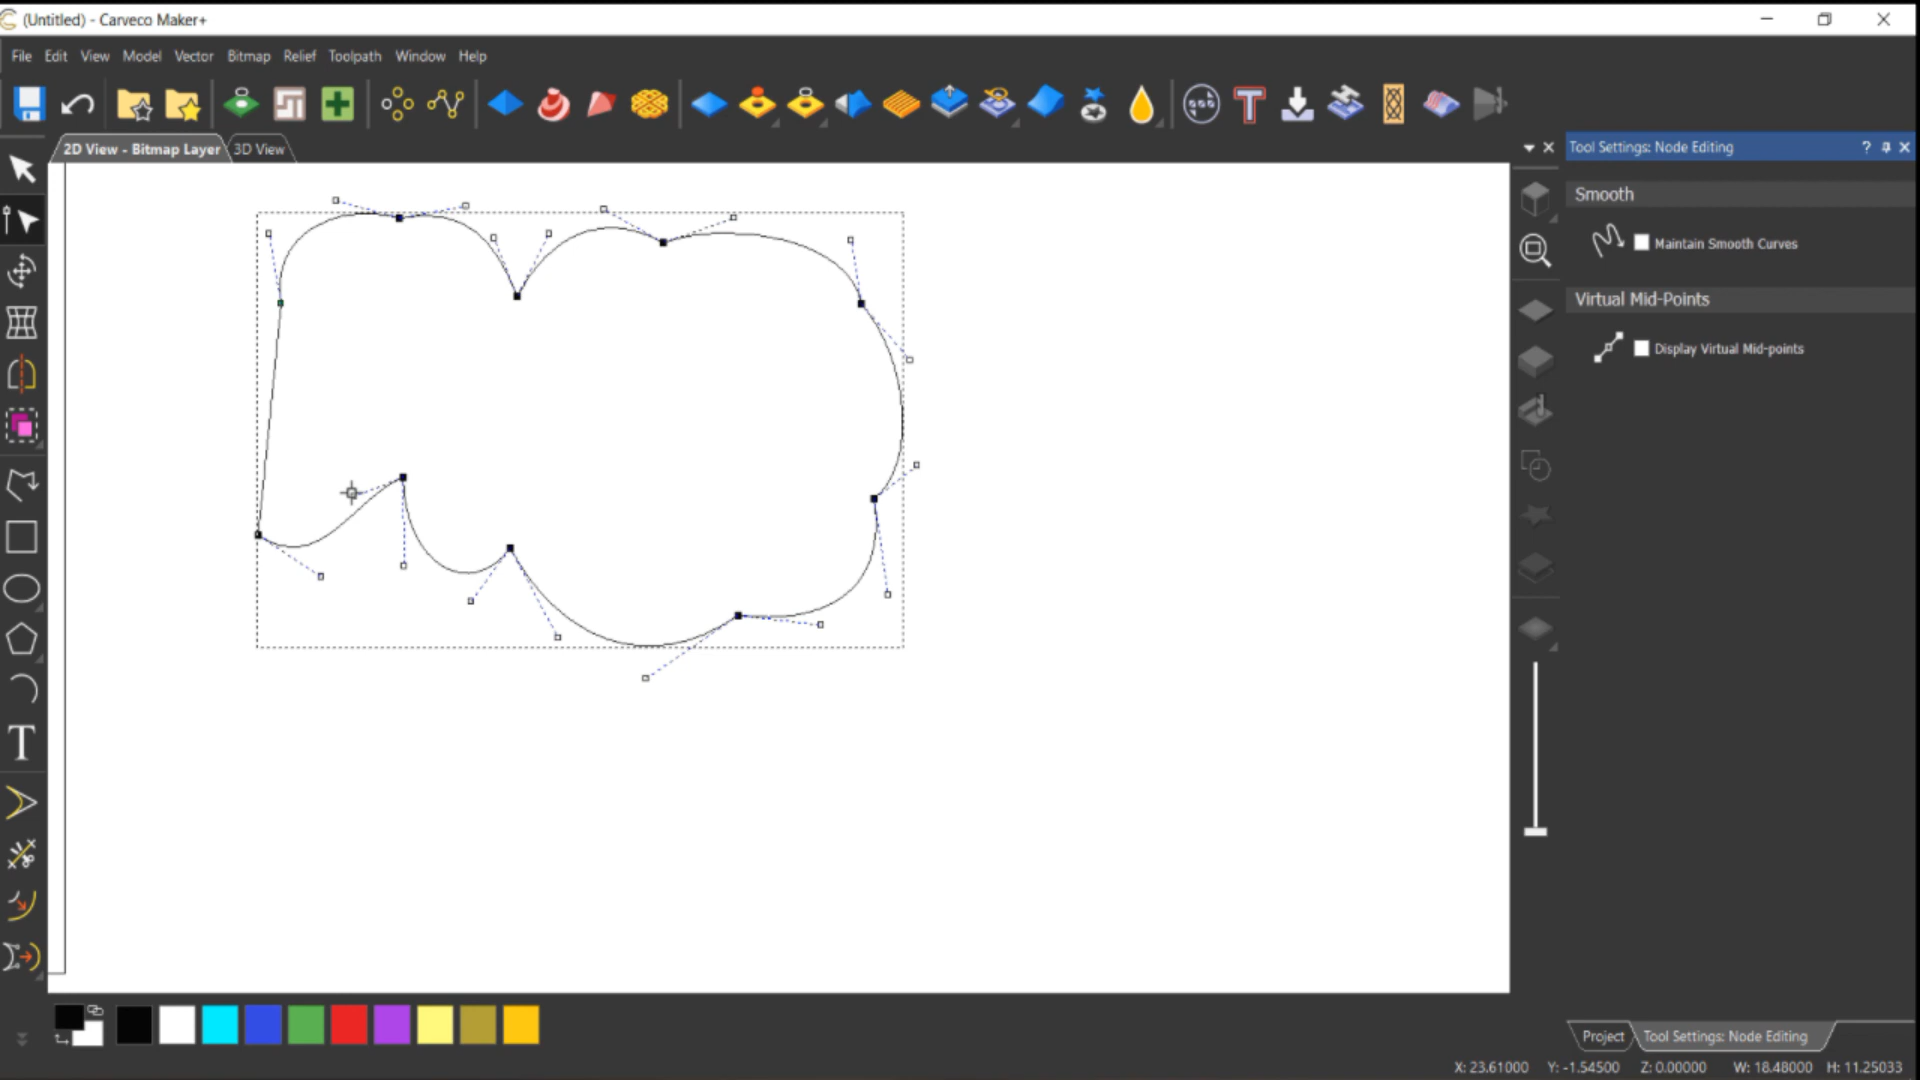 (Untitled) - Carveco Maker+
File Edit View Model Vector Bitmap Relief Toolpath Window Help
2D View - Bitmap Layer 3D View
Tool Settings: Node Editing
Smooth
Maintain Smooth Curves
Virtual Mid-Points
Display Virtual Mid-points
Project Tool Settings: Node Editing
X: 23.61000 Y: -1.54500 Z: 0.00000 W: 18.48000 H: 11.25033